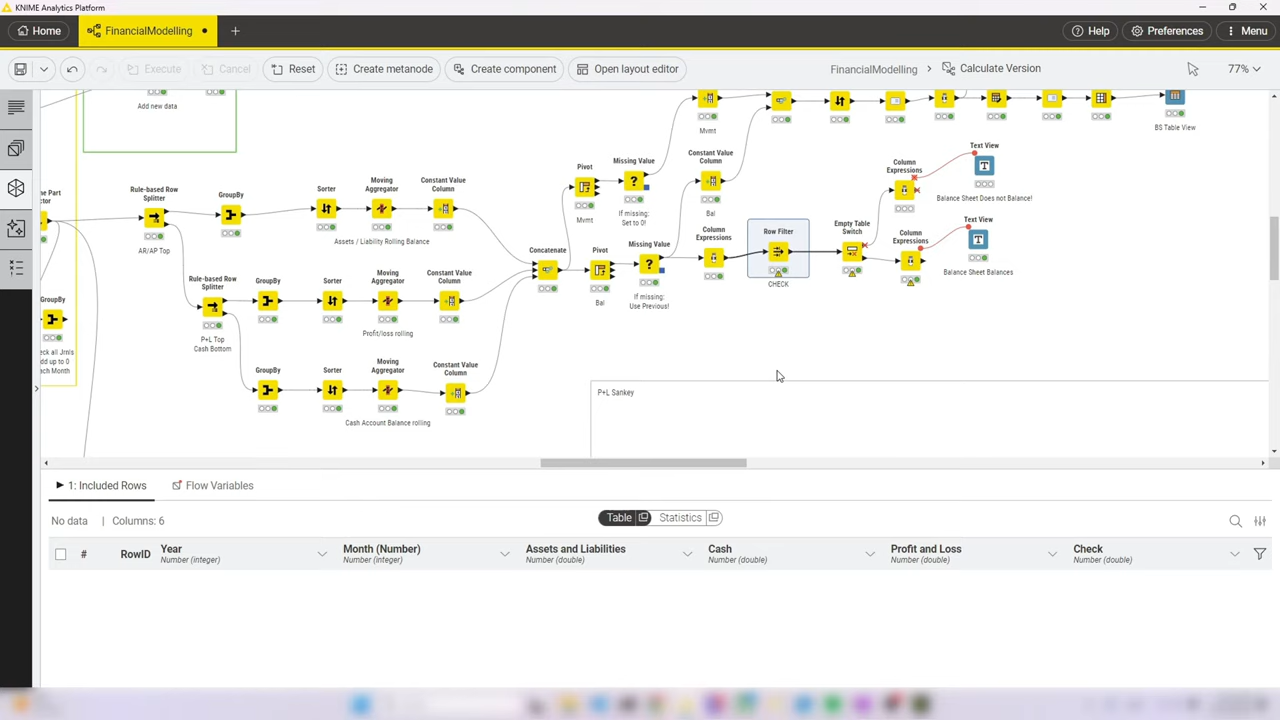 KNIME Analytics Platform
Home
FinancialModelling
Help
Preferences
Menu
Execute
Cancel
Reset
Create metanode
Create component
Open layout editor
FinancialModelling
Calculate Version
77%
Add new data
Mvmt
BS Table View
Rule-based Row
Splitter
AR/AP Top
GroupBy
Sorter
Moving
Aggregator
Constant Value
Column
Assets / Liability Rolling Balance
Pivot
Mvmt
Missing Value
If missing:
Set to 0!
Constant Value
Column
Bal
Column
Expressions
Text View
Balance Sheet Does not Balance!
Concatenate
Pivot
Bal
Missing Value
If missing:
Use Previous!
Column
Expressions
Row Filter
CHECK
Empty Table
Switch
Column
Expressions
Text View
Balance Sheet Balances
Rule-based Row
Splitter
P+L Top
Cash Bottom
GroupBy
Sorter
Moving
Aggregator
Constant Value
Column
Profit/loss rolling
GroupBy
add up to 0
GroupBy
Sorter
Moving
Aggregator
Constant Value
Column
Cash Account Balance rolling
P+L Sankey
1: Included Rows
Flow Variables
No data | Columns: 6
Table
Statistics
# RowID Year Month (Number) Assets and Liabilities Cash Profit and Loss Check
Number (integer) Number (integer) Number (double) Number (double) Number (double) Number (double)